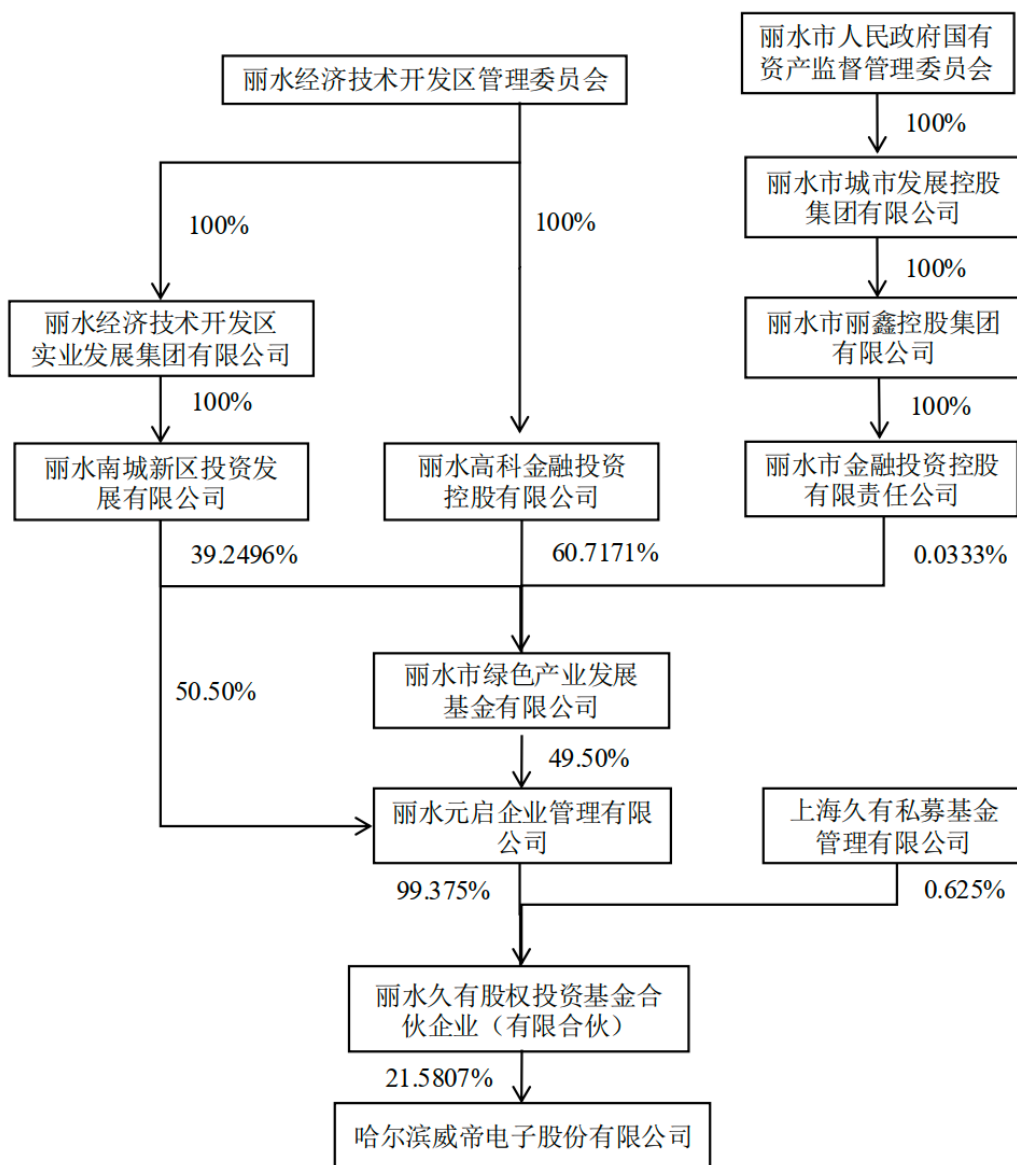 丽水市人民政府国有
资产监督管理委员会
丽水经济技术开发区管理委员会
100%
丽水市城市发展控股
集团有限公司
100%
100%
100%
丽水经济技术开发区
实业发展集团有限公司
丽水市丽鑫控股集团
有限公司
100%
100%
丽水南城新区投资发
展有限公司
丽水高科金融投资
控股有限公司
丽水市金融投资控股
有限责任公司
39.2496%
60.7171%
0.0333%
丽水市绿色产业发展
基金有限公司
50.50%
49.50%
丽水元启企业管理有限
公司
上海久有私募基金
管理有限公司
99.375%
0.625%
丽水久有股权投资基金合
伙企业（有限合伙）
21.5807%
哈尔滨威帝电子股份有限公司